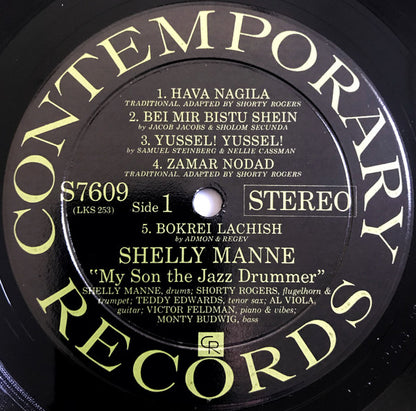 CONTEMPORARY
1. HAVA NAGILA
TRADITIONAL. ADAPTED BY SHORTY ROGERS
2. BEI MIR BISTU SHEIN
by JACOB JACOBS & SHOLOM SECUNDA
3. YUSSEL! YUSSEL!
by SAMUEL STEINBERG & NELLIE CASSMAN
4. ZAMAR NODAD
TRADITIONAL. ADAPTED BY SHORTY ROGERS
S7609
(LKS 253)
Side 1
STEREO
5. BOKREI LACHISH
by ADMON & REGEV
SHELLY MANNE
"My Son the Jazz Drummer"
SHELLY MANNE, drums; SHORTY ROGERS, flugelhorn &
trumpet; TEDDY EDWARDS, tenor sax; AL VIOLA,
guitar; VICTOR FELDMAN, piano & vibes;
MONTY BUDWIG, bass
CR
RECORDS